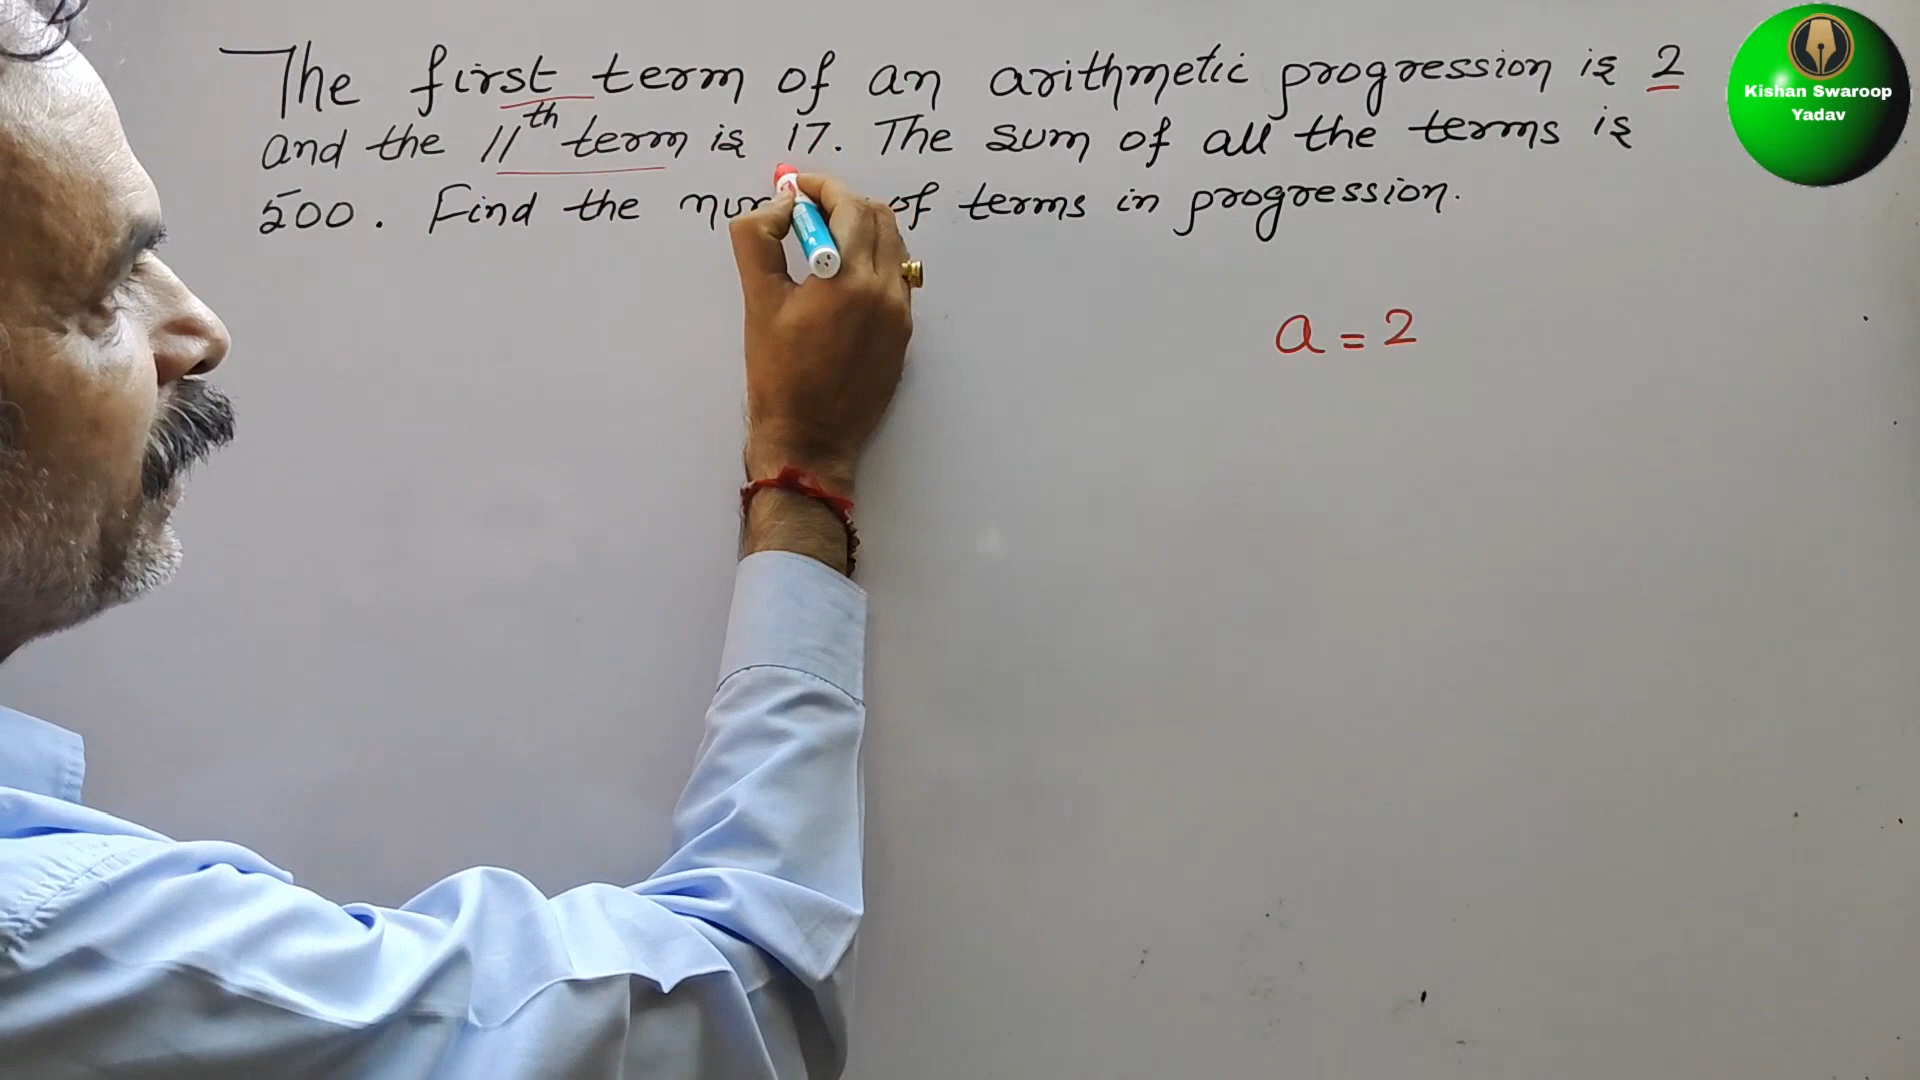 The first term of an arithmetic progression is 2
and the 11th term is 17. The sum of all the terms is
500. Find the of terms in progression.
a = 2
Kishan Swaroop
Yadav